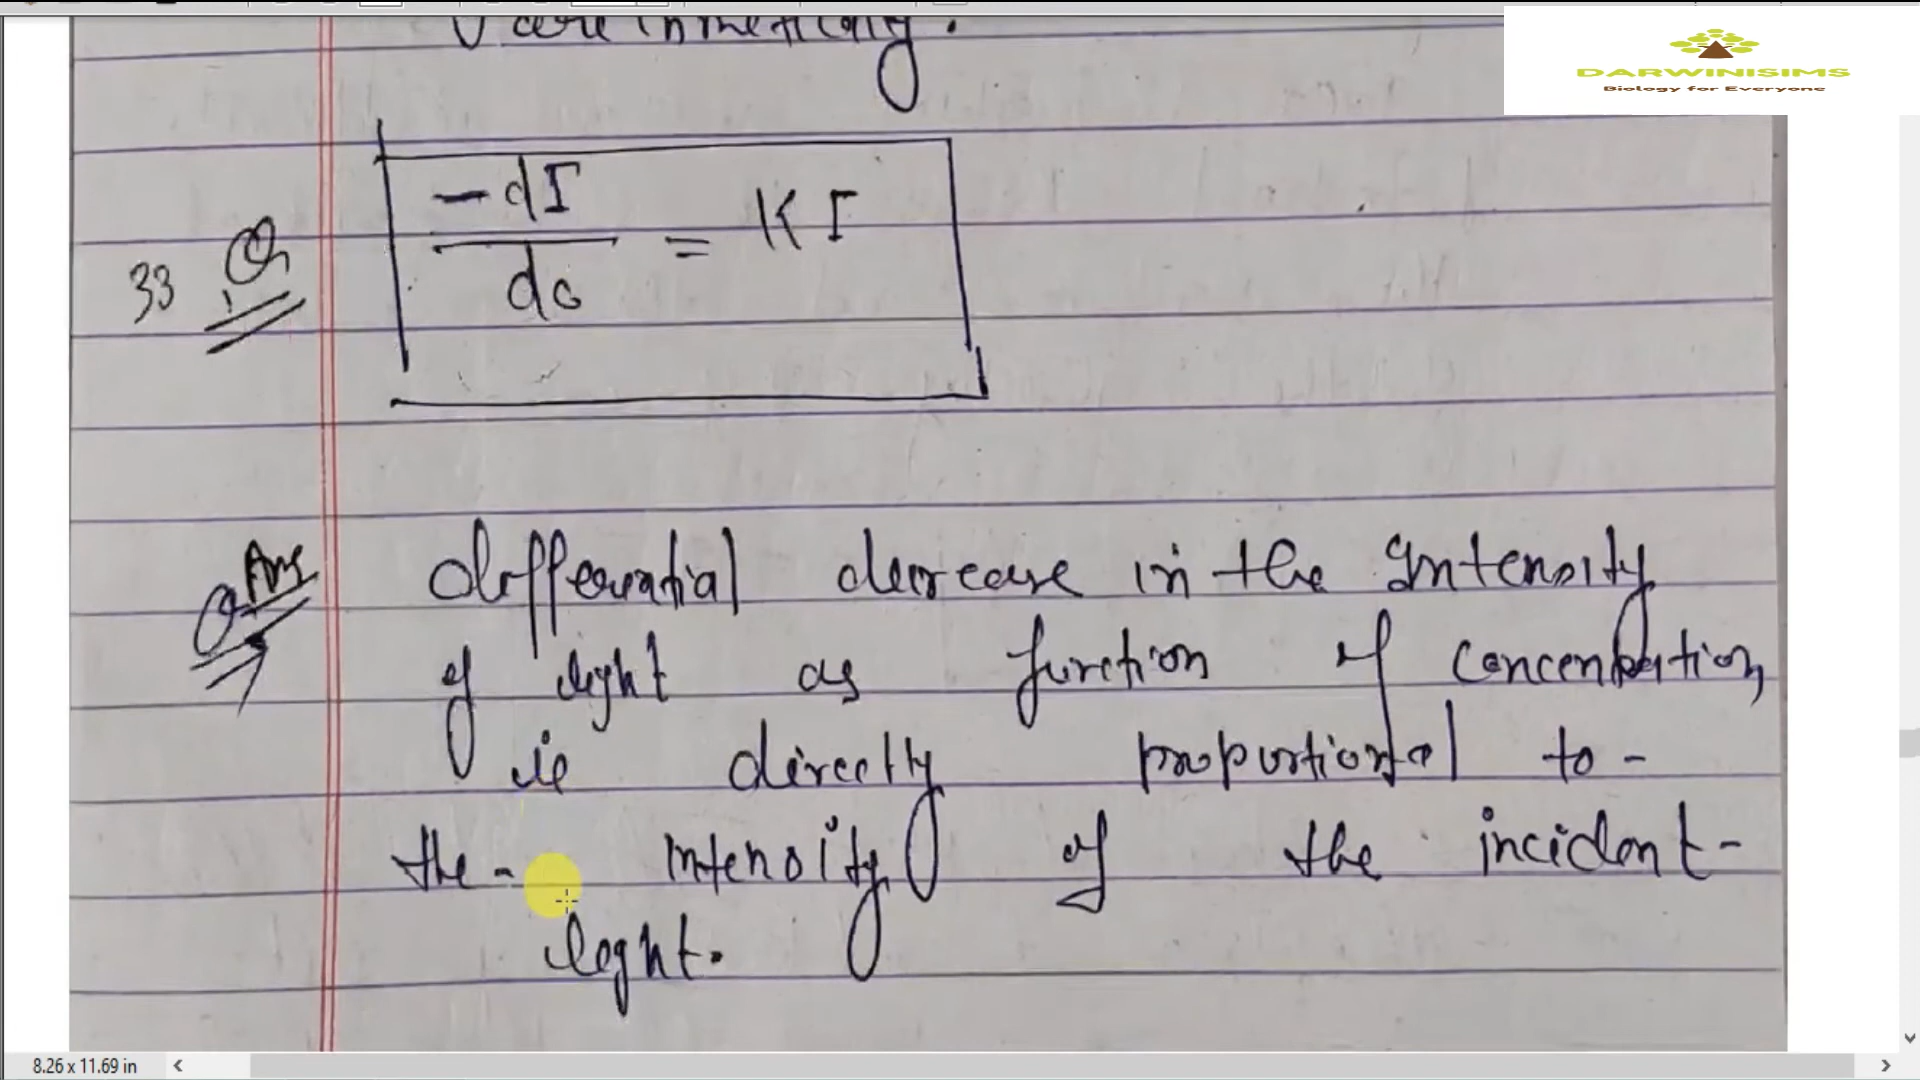 DARWINISIMS
Biology for Everyone
33 Q
-dI
dc
= K I
Ans differential decrease in the Intensity
of light as function of Concentration,
is directly proportional to -
the - intensity of the incident -
light.
8.26 x 11.69 in